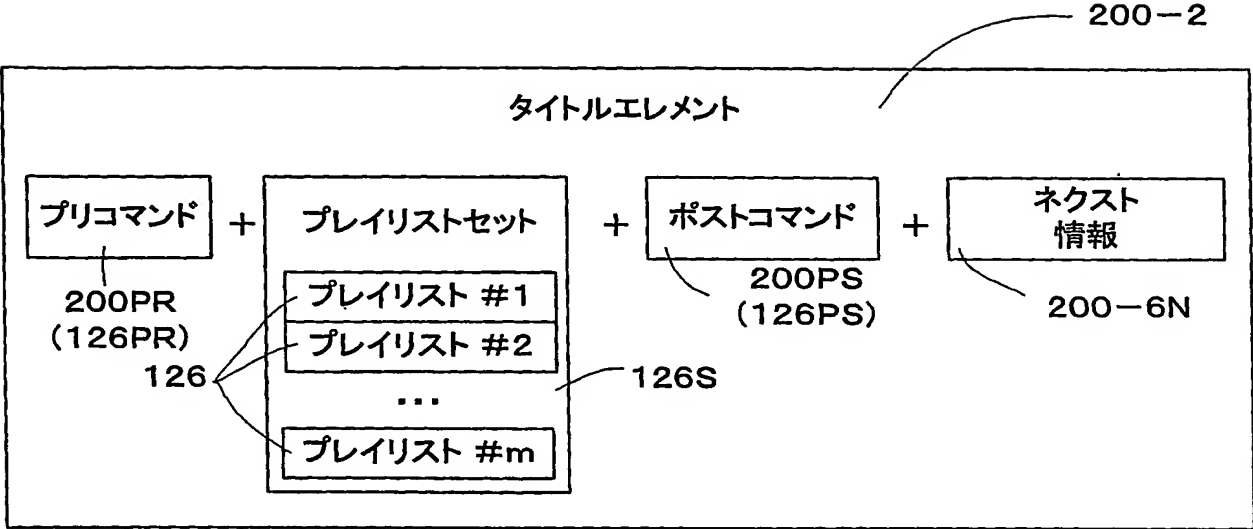 200-2
タイトルエレメント
プリコマンド
+
プレイリストセット
+
ポストコマンド
+
ネクスト
情報
200PR
(126PR)
プレイリスト #1
プレイリスト #2
...
プレイリスト #m
126
126S
200PS
(126PS)
200-6N